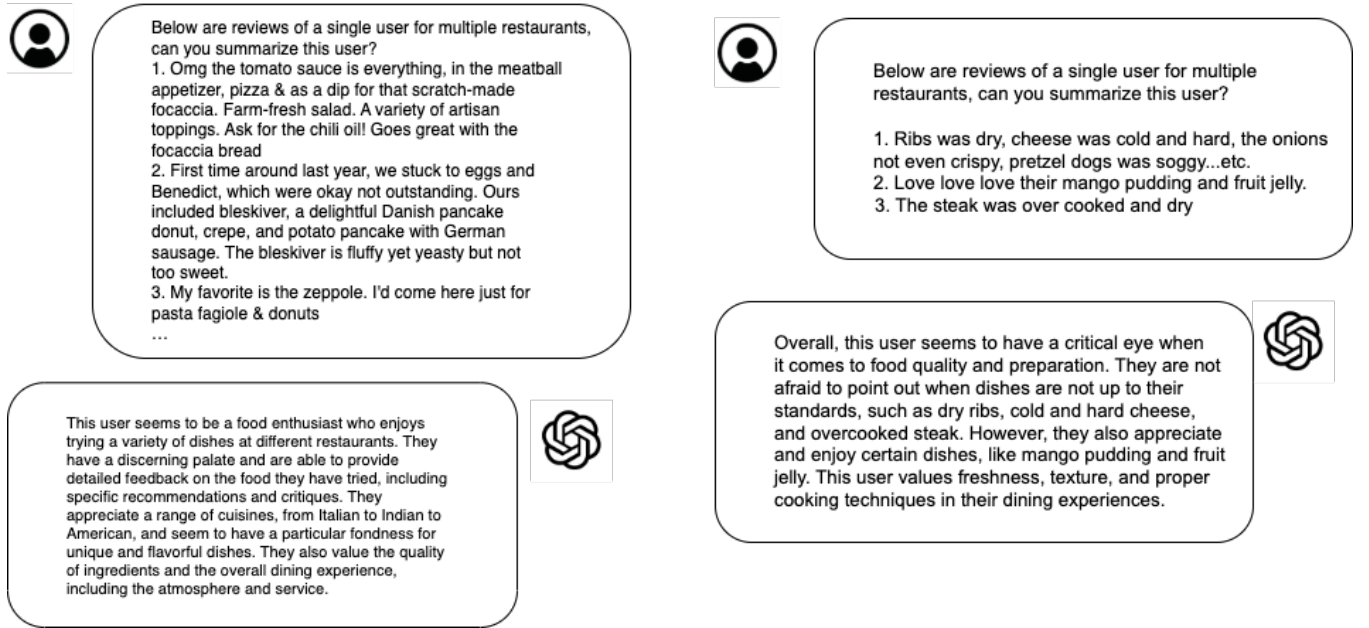 Below are reviews of a single user for multiple restaurants,
can you summarize this user?
1. Omg the tomato sauce is everything, in the meatball
appetizer, pizza & as a dip for that scratch-made
focaccia. Farm-fresh salad. A variety of artisan
toppings. Ask for the chili oil! Goes great with the
focaccia bread
2. First time around last year, we stuck to eggs and
Benedict, which were okay not outstanding. Ours
included bleskiver, a delightful Danish pancake
donut, crepe, and potato pancake with German
sausage. The bleskiver is fluffy yet yeasty but not
too sweet.
3. My favorite is the zeppole. I'd come here just for
pasta fagiole & donuts
...
This user seems to be a food enthusiast who enjoys
trying a variety of dishes at different restaurants. They
have a discerning palate and are able to provide
detailed feedback on the food they have tried, including
specific recommendations and critiques. They
appreciate a range of cuisines, from Italian to Indian to
American, and seem to have a particular fondness for
unique and flavorful dishes. They also value the quality
of ingredients and the overall dining experience,
including the atmosphere and service.
Below are reviews of a single user for multiple
restaurants, can you summarize this user?
1. Ribs was dry, cheese was cold and hard, the onions
not even crispy, pretzel dogs was soggy...etc.
2. Love love love their mango pudding and fruit jelly.
3. The steak was over cooked and dry
Overall, this user seems to have a critical eye when
it comes to food quality and preparation. They are not
afraid to point out when dishes are not up to their
standards, such as dry ribs, cold and hard cheese,
and overcooked steak. However, they also appreciate
and enjoy certain dishes, like mango pudding and fruit
jelly. This user values freshness, texture, and proper
cooking techniques in their dining experiences.